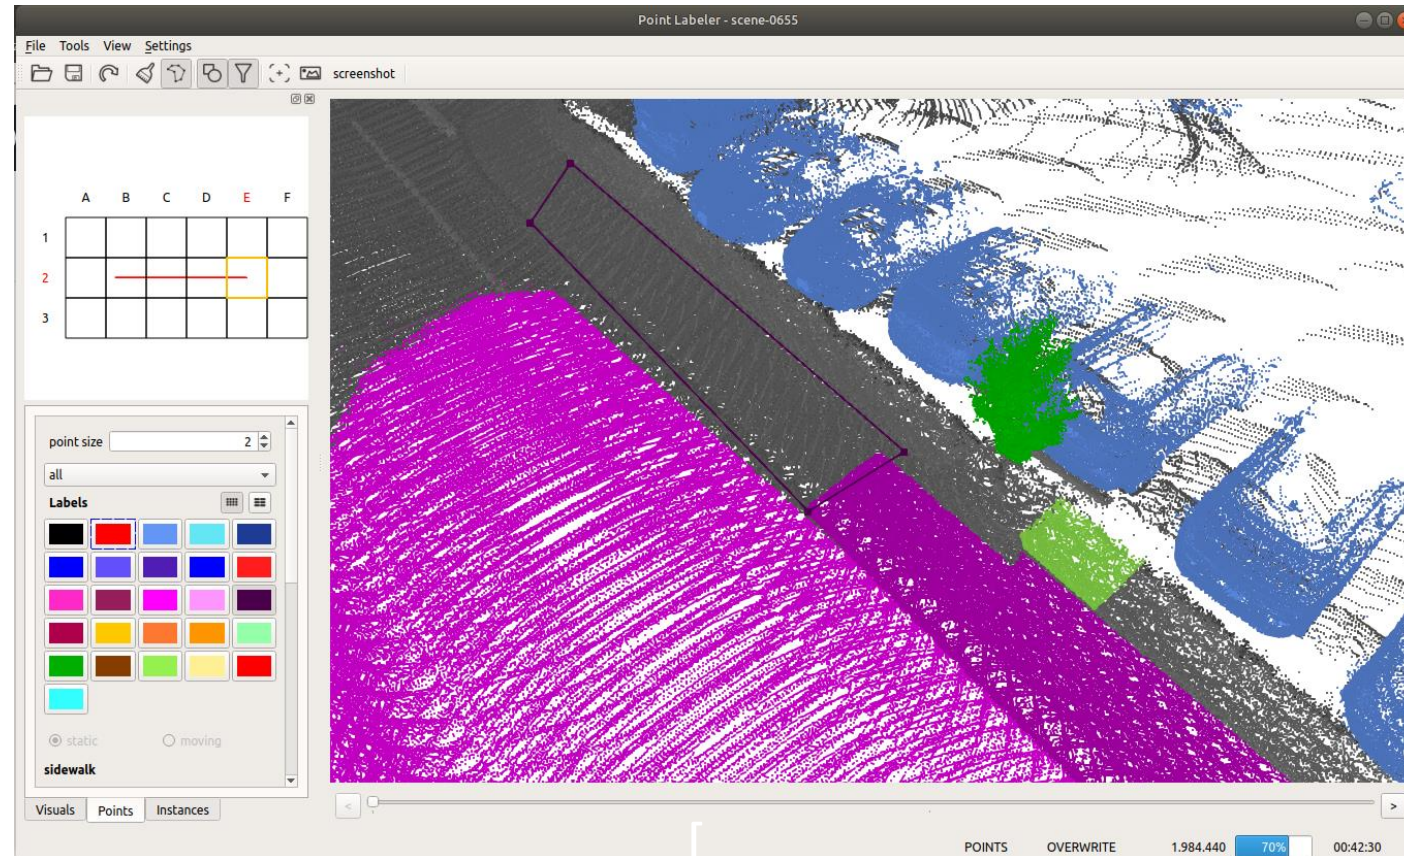 Point Labeler - scene-0655
File Tools View Settings
screenshot
A B C D E F
1
2
3
point size 2
all
Labels
static moving
sidewalk
Visuals Points Instances
< >
POINTS OVERWRITE 1.984.440 70% 00:42:30